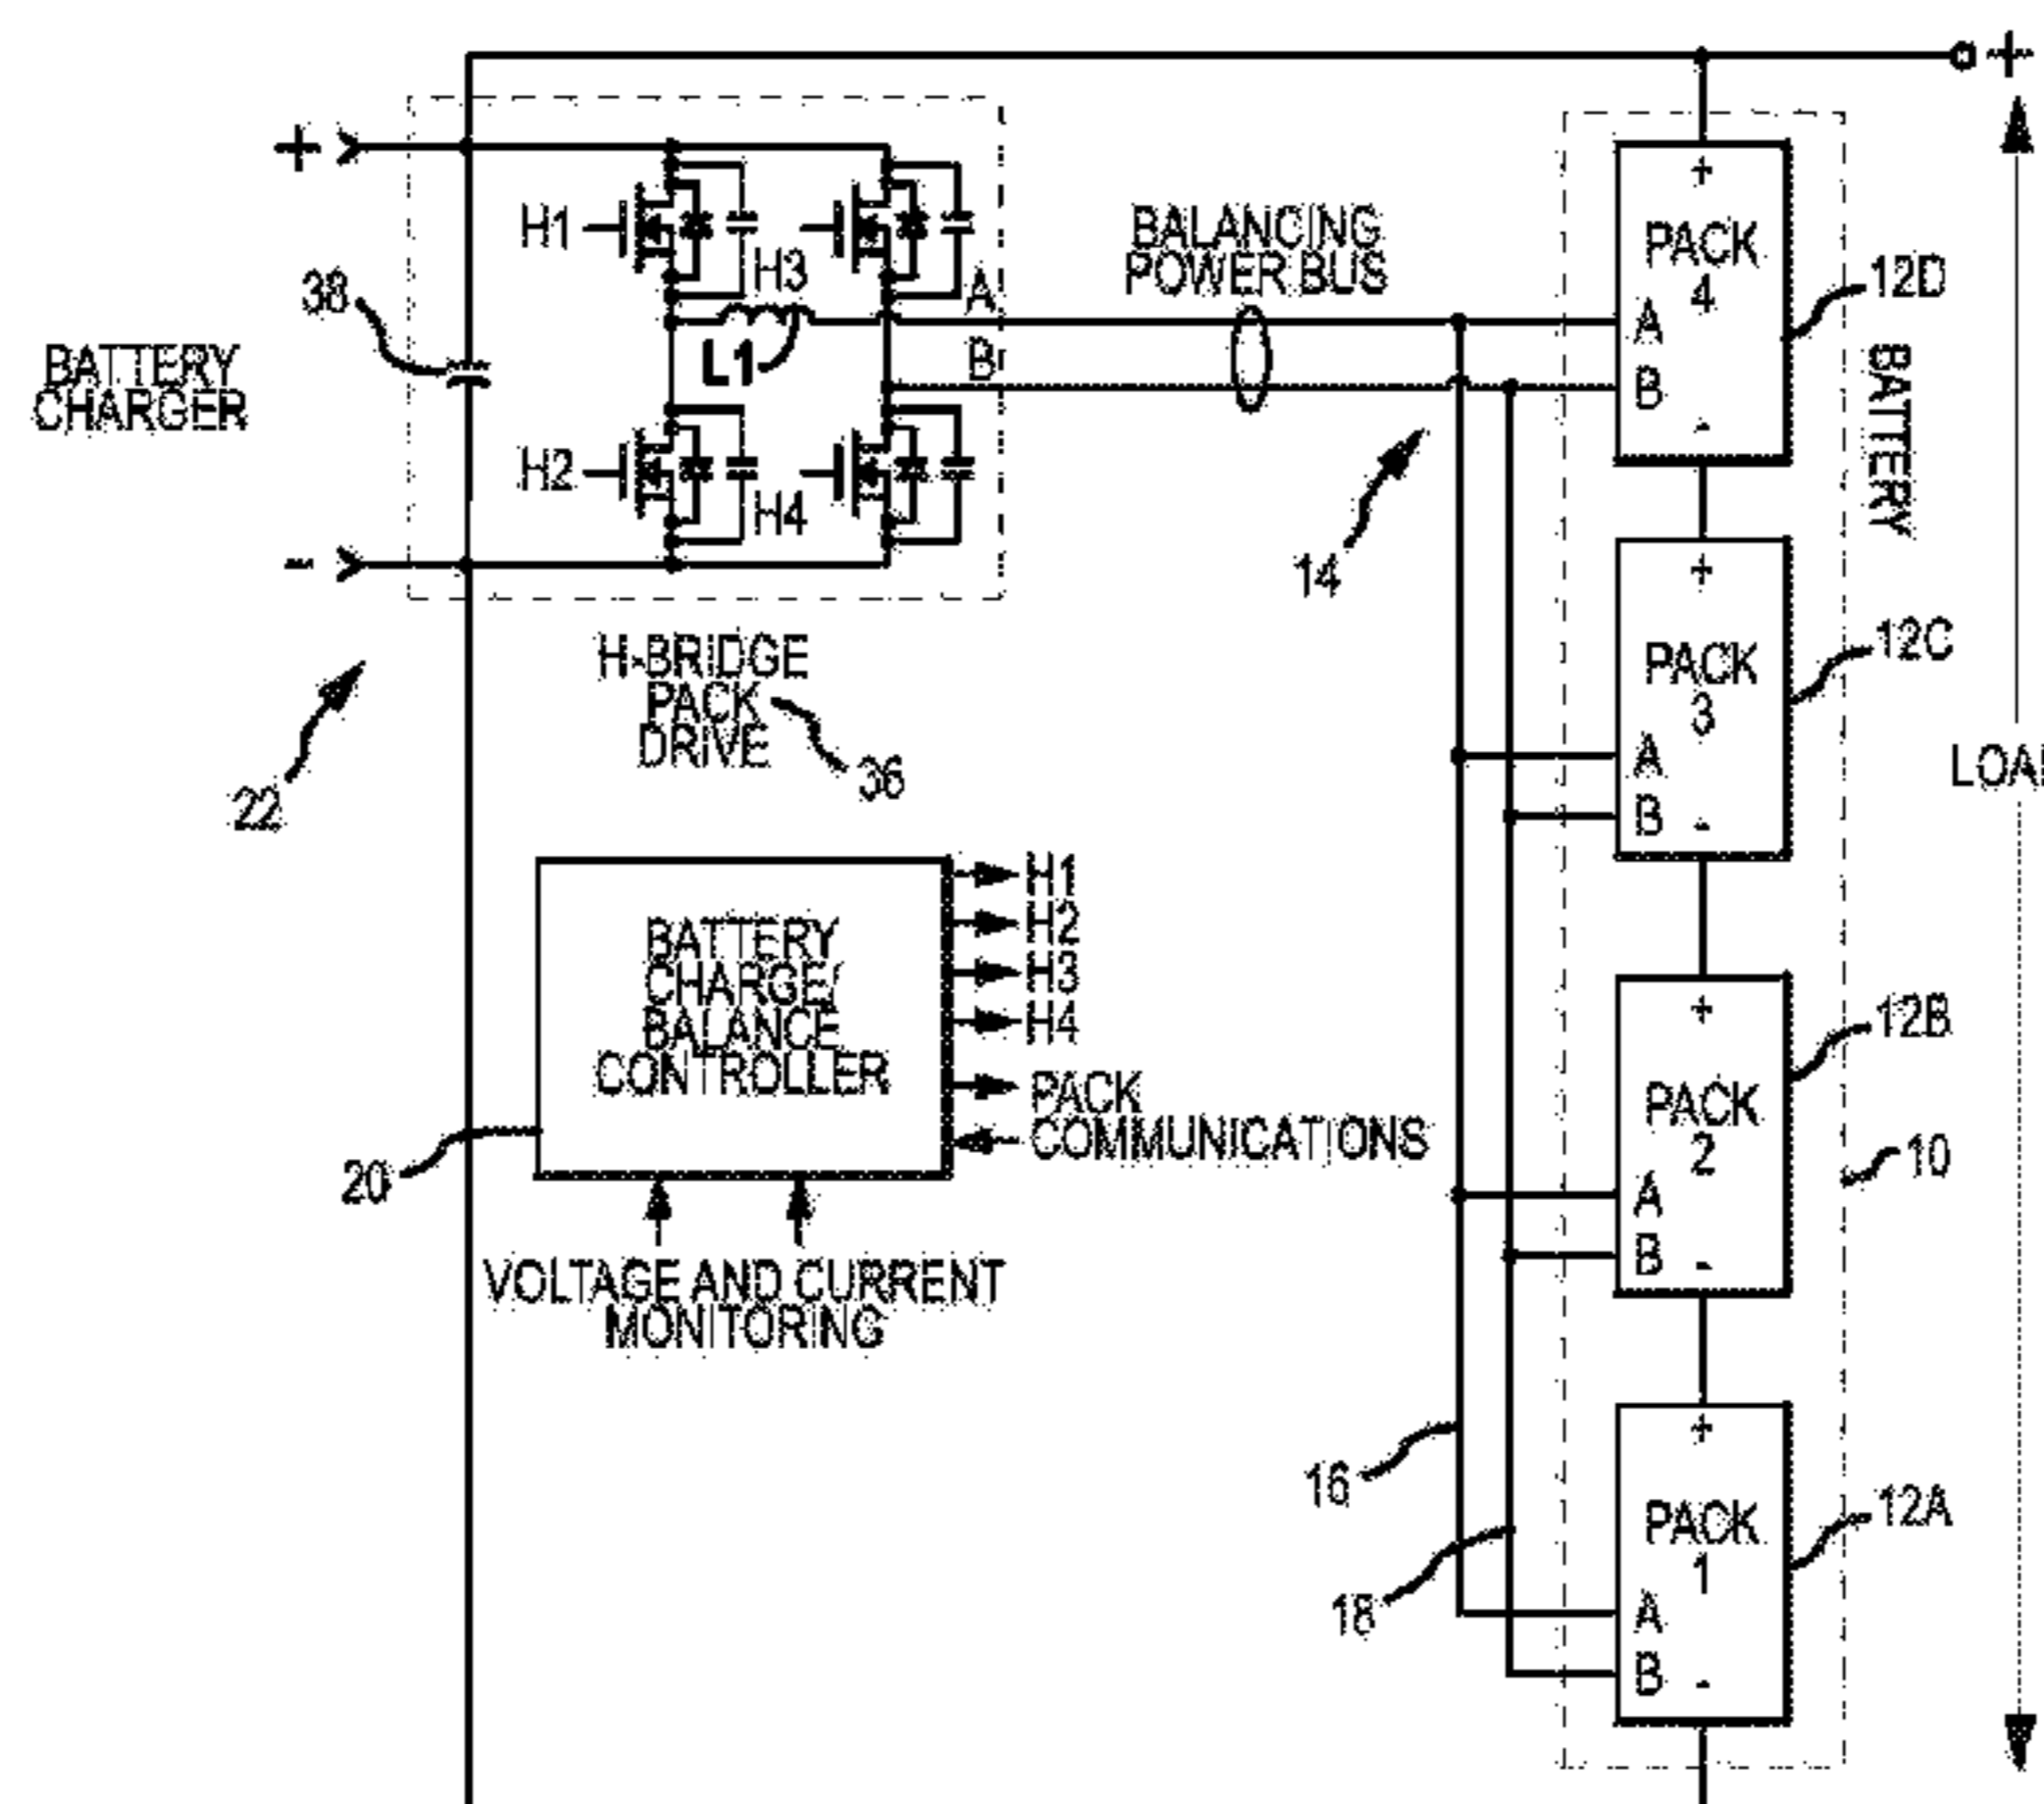 +
+
H1
H3
A
BALANCING
POWER BUS
+
PACK
4
A
B
-
12D
38
BATTERY
CHARGER
L1
B
BATTERY
H2
H4
14
-
+
PACK
3
A
B
-
12C
H-BRIDGE
PACK
DRIVE
36
22
LOA
BATTERY
CHARGE/
BALANCE
CONTROLLER
H1
H2
H3
H4
PACK
COMMUNICATIONS
20
VOLTAGE AND CURRENT
MONITORING
+
PACK
2
A
B
-
12B
10
16
18
+
PACK
1
A
B
-
12A